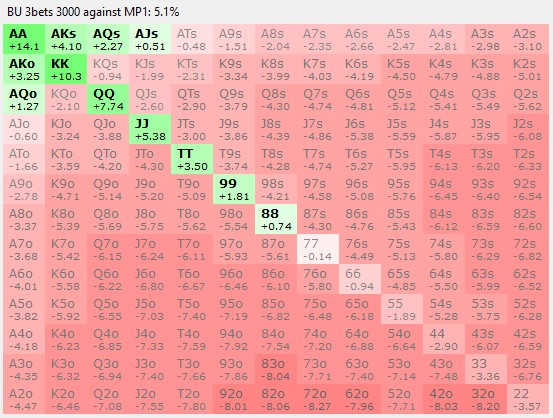 BU 3bets 3000 against MP1: 5.1%
AA AKs AQs AJs ATs A9s A8s A7s A6s A5s A4s A3s A2s
+14.1 +4.10 +2.27 +0.51 -0.48 -1.51 -2.04 -2.35 -2.66 -2.47 -2.81 -2.98 -3.10
AKo KK KQs KJs KTs K9s K8s K7s K6s K5s K4s K3s K2s
+3.25 +10.3 -0.94 -1.99 -2.31 -3.34 -3.99 -4.03 -4.19 -4.50 -4.79 -4.88 -5.01
AQo KQo QQ QJs QTs Q9s Q8s Q7s Q6s Q5s Q4s Q3s Q2s
+1.27 -2.10 +7.74 -2.60 -2.90 -3.79 -4.30 -4.74 -4.81 -5.12 -5.41 -5.49 -5.62
AJo KJo QJo JJ JTs J9s J8s J7s J6s J5s J4s J3s J2s
-0.60 -3.24 -3.88 +5.38 -3.00 -3.86 -4.39 -4.86 -5.38 -5.59 -5.87 -5.95 -6.08
ATo KTo QTo JTo TT T9s T8s T7s T6s T5s T4s T3s T2s
-1.66 -3.59 -4.20 -4.30 +3.50 -3.74 -4.28 -4.74 -5.27 -5.95 -6.13 -6.20 -6.33
A9o K9o Q9o J9o T9o 99 98s 97s 96s 95s 94s 93s 92s
-2.78 -4.71 -5.14 -5.20 -5.09 +1.81 -4.21 -4.58 -5.08 -5.76 -6.45 -6.40 -6.54
A8o K8o Q8o J8o T8o 98o 88 87s 86s 85s 84s 83s 82s
-3.37 -5.39 -5.69 -5.75 -5.62 -5.54 +0.74 -4.30 -4.76 -5.43 -6.12 -6.59 -6.60
A7o K7o Q7o J7o T7o 97o 87o 77 76s 75s 74s 73s 72s
-3.68 -5.42 -6.15 -6.24 -6.11 -5.93 -5.61 -0.14 -4.49 -5.13 -5.80 -6.29 -6.82
A6o K6o Q6o J6o T6o 96o 86o 76o 66 65s 64s 63s 62s
-4.01 -5.58 -6.22 -6.80 -6.67 -6.46 -6.10 -5.80 -0.94 -4.85 -5.50 -5.99 -6.52
A5o K5o Q5o J5o T5o 95o 85o 75o 65o 55 54s 53s 52s
-3.82 -5.92 -6.55 -7.03 -7.40 -7.19 -6.82 -6.48 -6.18 -1.89 -5.28 -5.75 -6.28
A4o K4o Q4o J4o T4o 94o 84o 74o 64o 54o 44 43s 42s
-4.18 -6.23 -6.85 -7.33 -7.59 -7.92 -7.54 -7.20 -6.88 -6.64 -2.90 -6.07 -6.59
A3o K3o Q3o J3o T3o 93o 83o 73o 63o 53o 43o 33 32s
-4.35 -6.32 -6.94 -7.40 -7.66 -7.86 -8.04 -7.71 -7.40 -7.14 -7.48 -3.36 -6.76
A2o K2o Q2o J2o T2o 92o 82o 72o 62o 52o 42o 32o 22
-4.47 -6.46 -7.08 -7.55 -7.80 -8.01 -8.06 -8.27 -7.96 -7.71 -8.03 -8.20 -3.57